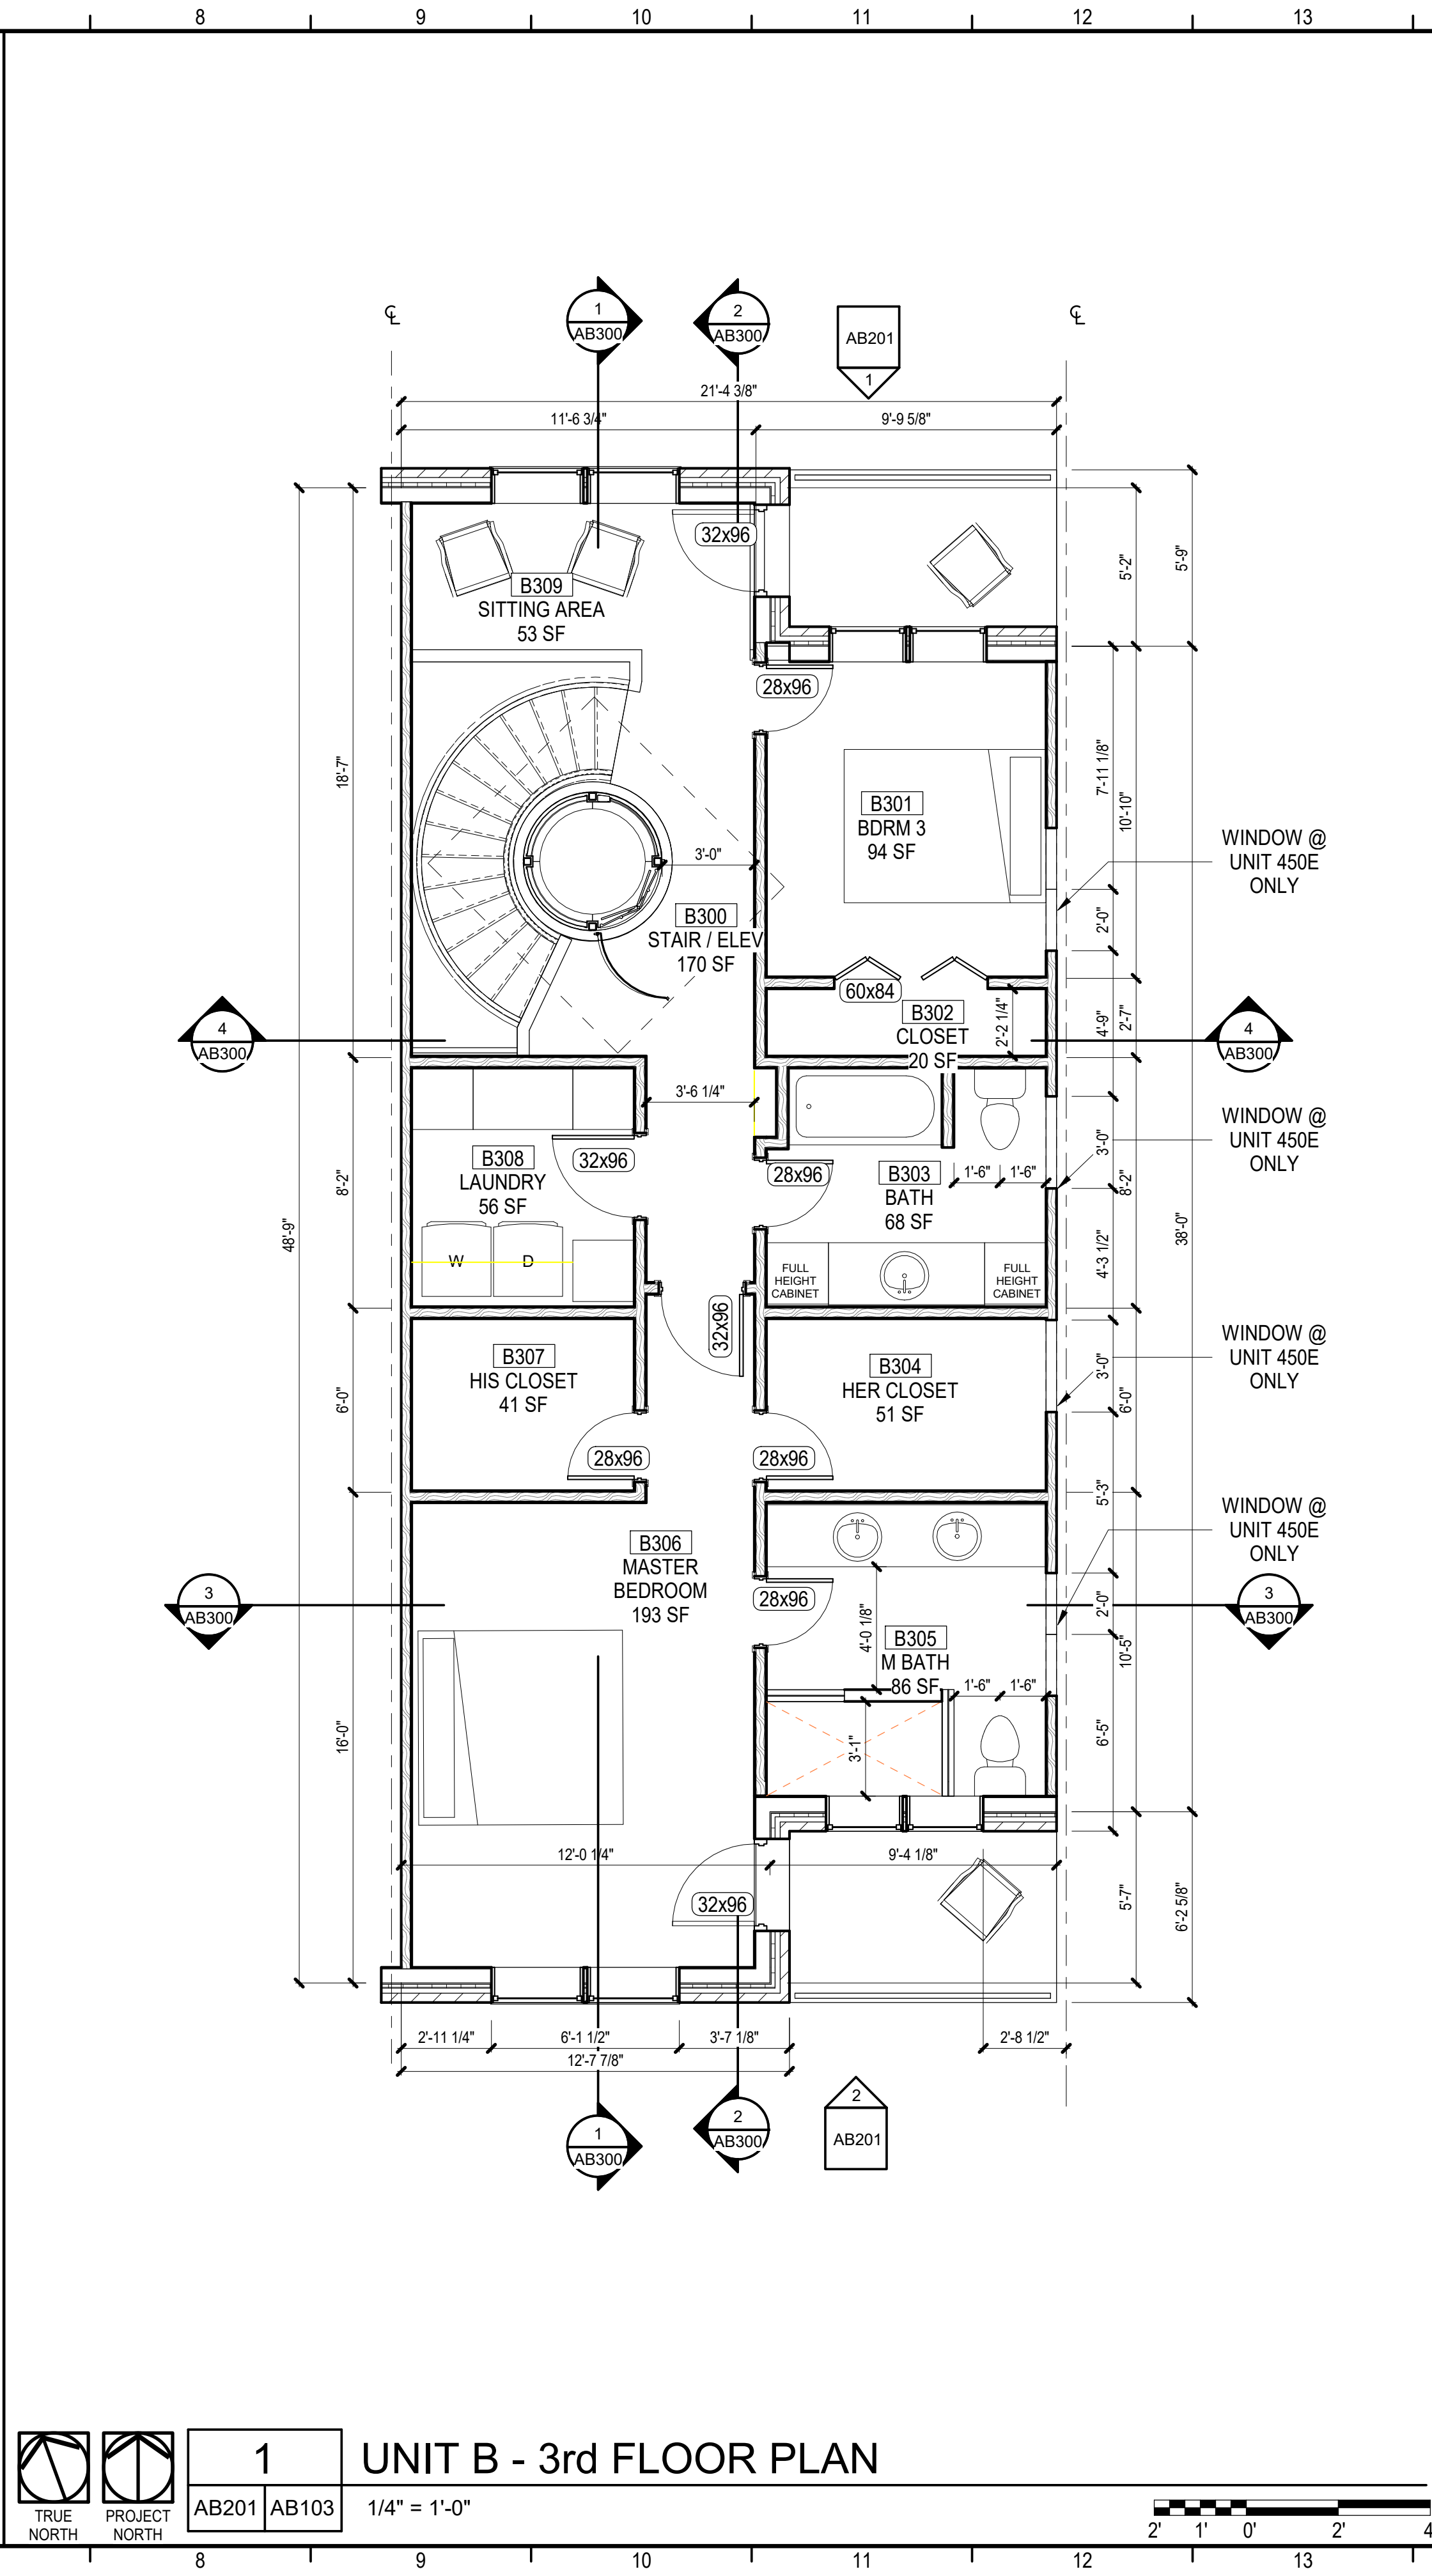 8 9 10 11 12 13
℄ ℄
1
AB300
2
AB300
AB201
1
21'-4 3/8"
11'-6 3/4" 9'-9 5/8"
32x96
B309
SITTING AREA
53 SF
5'-2"
5'-9"
28x96
18'-7"
7'-11 1/8"
10'-10"
B301
BDRM 3
94 SF
WINDOW @
UNIT 450E
ONLY
3'-0"
B300
STAIR / ELEV
170 SF
2'-0"
60x84
B302
CLOSET
20 SF
2'-2 1/4"
4'-9"
2'-7"
4
AB300
4
AB300
3'-6 1/4"
WINDOW @
UNIT 450E
ONLY
3'-0"
B308
LAUNDRY
56 SF
32x96
28x96
B303
BATH
68 SF
1'-6" 1'-6"
8'-2"
8'-2"
48'-9"
38'-0"
4'-3 1/2"
W D
FULL
HEIGHT
CABINET
FULL
HEIGHT
CABINET
32x96
WINDOW @
UNIT 450E
ONLY
B307
HIS CLOSET
41 SF
B304
HER CLOSET
51 SF
3'-0"
6'-0"
6'-0"
28x96
28x96
5'-3"
WINDOW @
UNIT 450E
ONLY
B306
MASTER
BEDROOM
193 SF
28x96
4'-0 1/8"
B305
M BATH
86 SF
2'-0"
10'-5"
3
AB300
3
AB300
1'-6" 1'-6"
16'-0"
3'-1"
6'-5"
12'-0 1/4" 9'-4 1/8"
32x96
5'-7"
6'-2 5/8"
2'-11 1/4" 6'-1 1/2" 3'-7 1/8" 2'-8 1/2"
12'-7 7/8"
1
AB300
2
AB300
2
AB201
1
UNIT B - 3rd FLOOR PLAN
AB201 AB103
1/4" = 1'-0"
TRUE
NORTH
PROJECT
NORTH
2' 1' 0' 2' 4
8 9 10 11 12 13